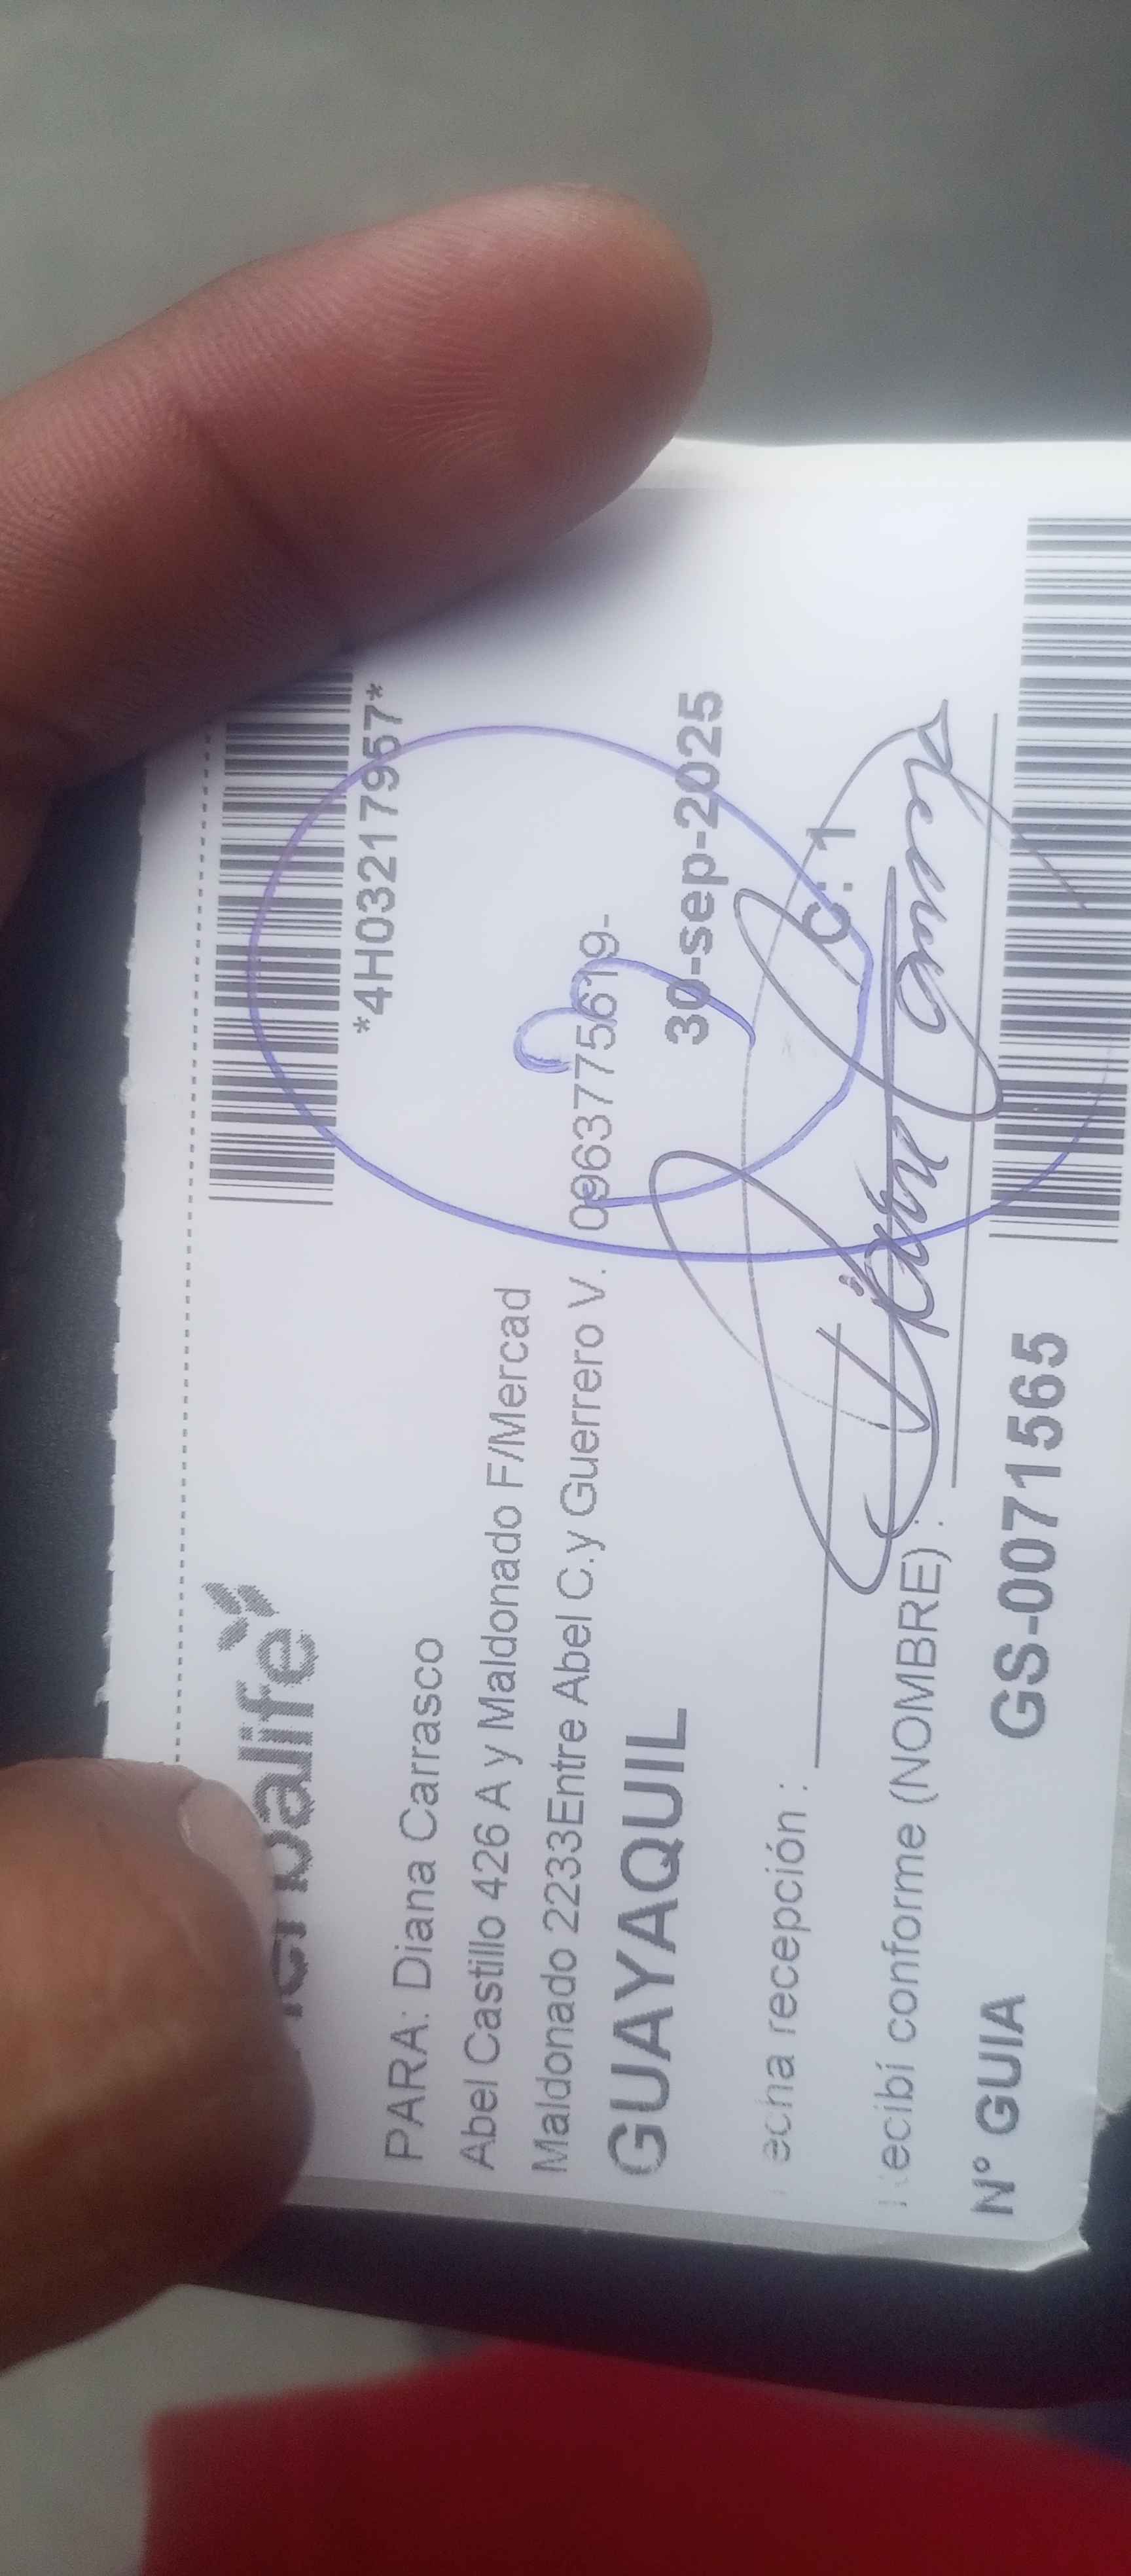 *4H03217957*
PARA: Diana Carrasco
Abel Castillo 426 A y Maldonado F/Mercad
Maldonado 2233Entre Abel C.y Guerrero V. 0963775619-
GUAYAQUIL 30-sep-2025
echa recepción : C.: 1
ecibí conforme (NOMBRE) :
N° GUIA GS-0071565